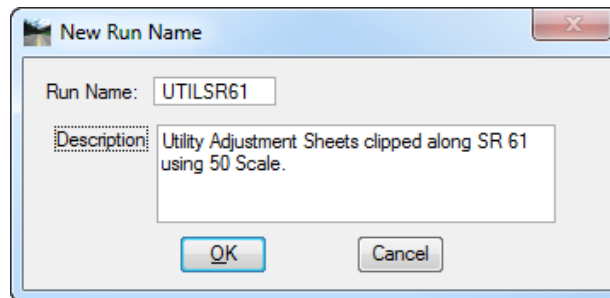 New Run Name
Run Name: UTILSR61
Description Utility Adjustment Sheets clipped along SR 61
using 50 Scale.
OK Cancel